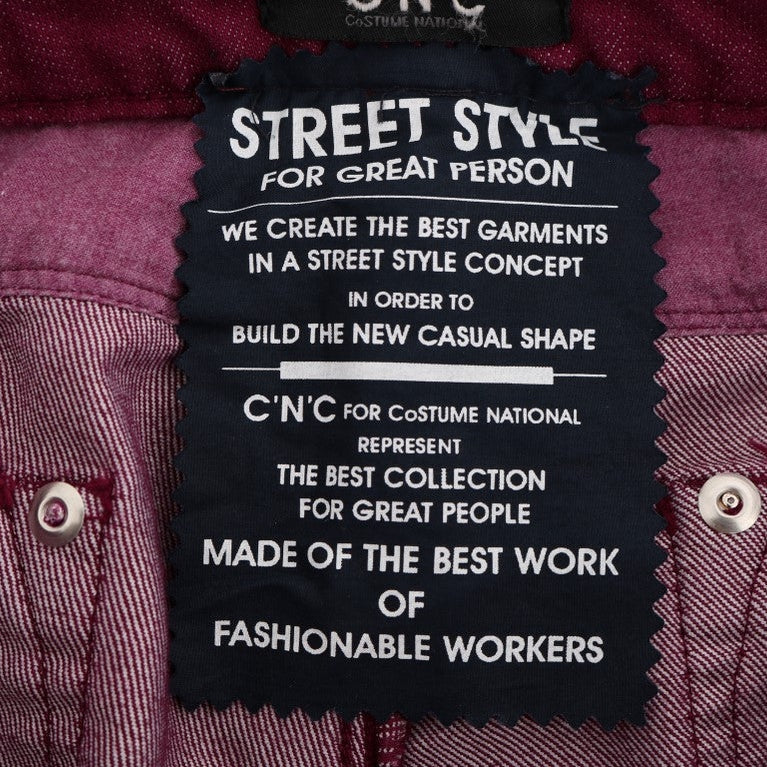 C'N'C
CoSTUME NATIONAL
STREET STYLE
FOR GREAT PERSON
WE CREATE THE BEST GARMENTS
IN A STREET STYLE CONCEPT
IN ORDER TO
BUILD THE NEW CASUAL SHAPE
C'N'C FOR CoSTUME NATIONAL
REPRESENT
THE BEST COLLECTION
FOR GREAT PEOPLE
MADE OF THE BEST WORK
OF
FASHIONABLE WORKERS